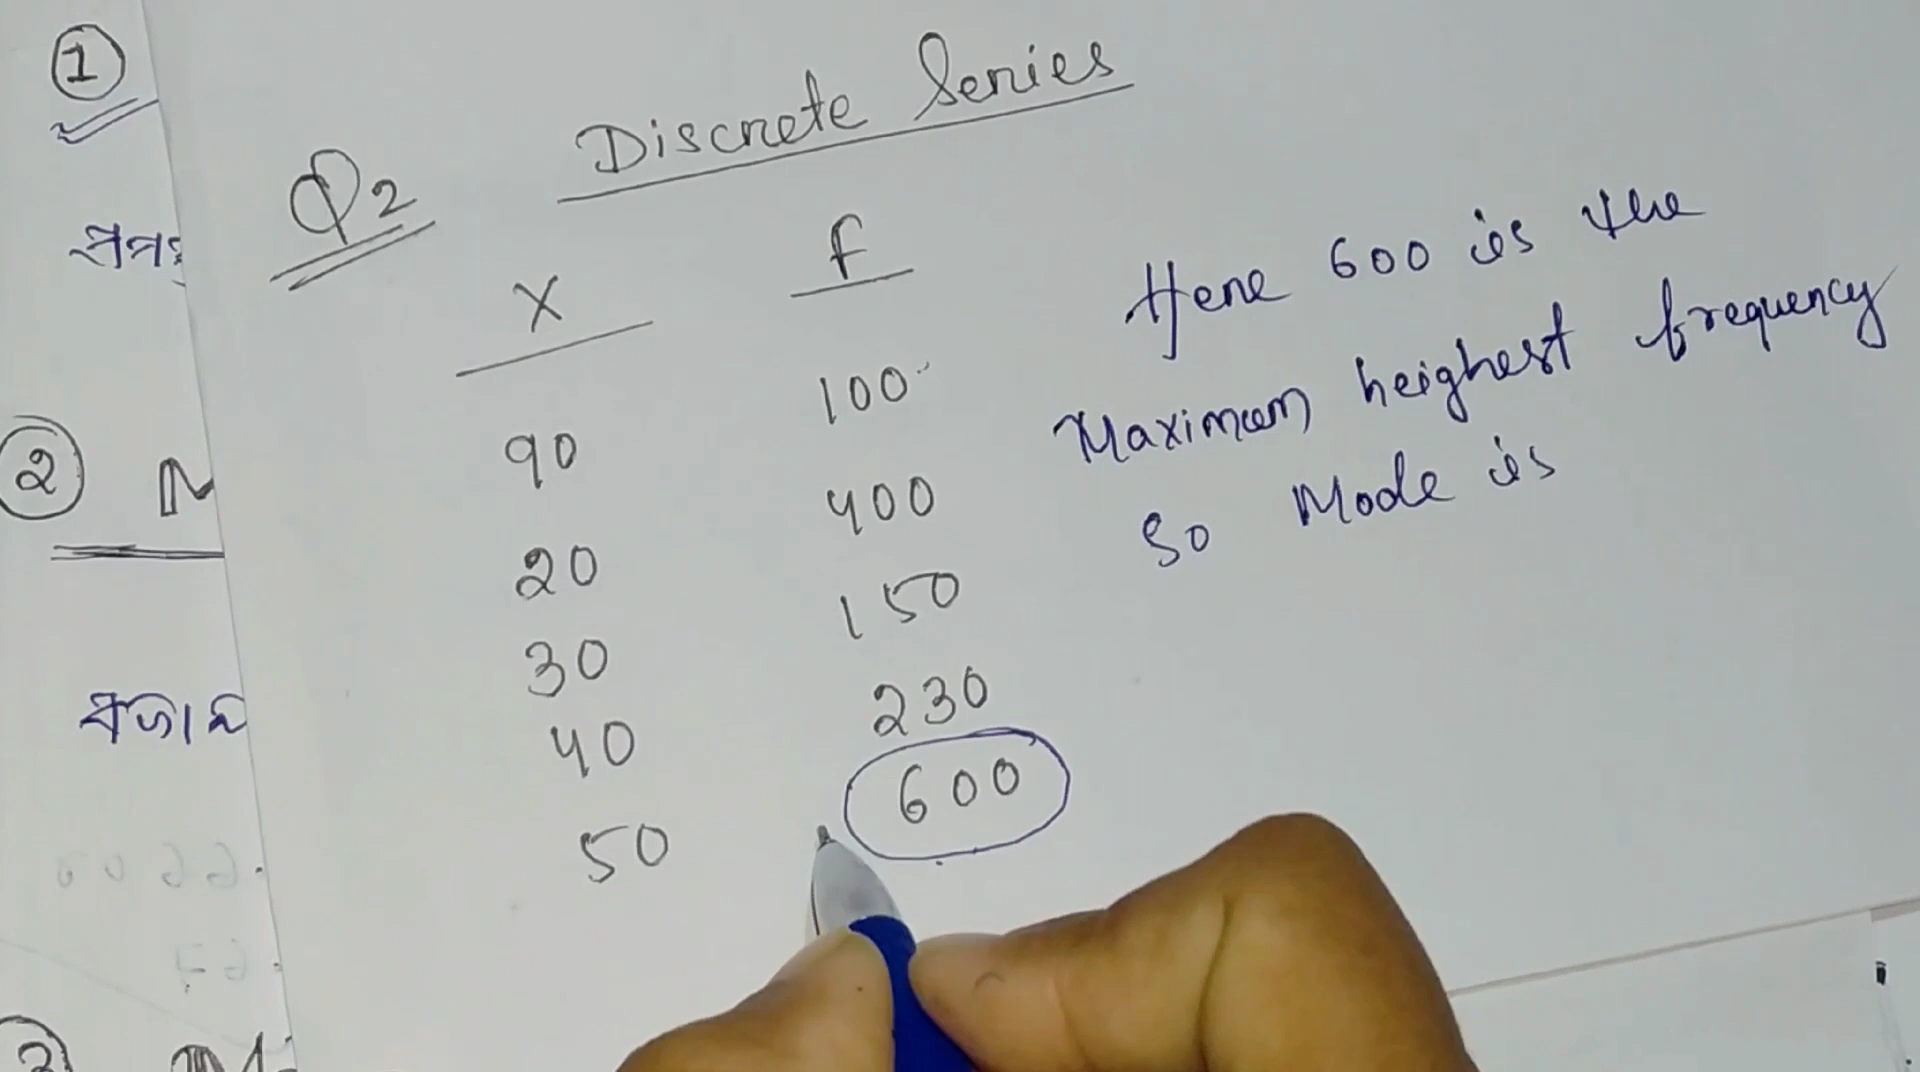 ①
Discrete Series
Q2
X
F
90
100
20
400
30
150
40
230
50
600
Here 600 is the
Maximum heighest frequency
So Mode is
②